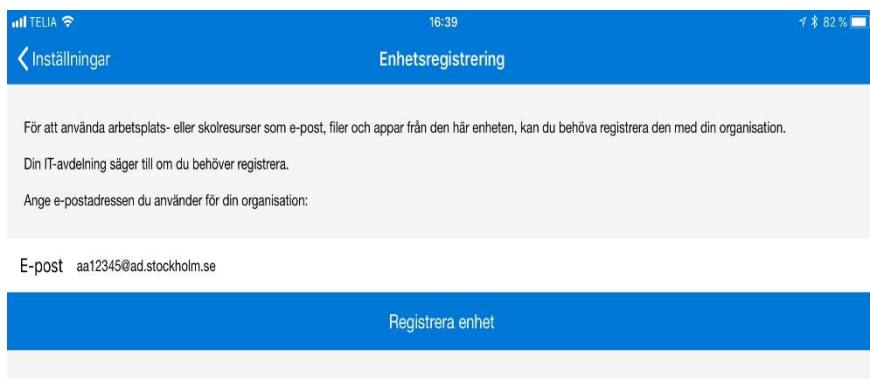 TELIA 16:39 82 %
Inställningar Enhetsregistrering
För att använda arbetsplats- eller skolresurser som e-post, filer och appar från den här enheten, kan du behöva registrera den med din organisation.
Din IT-avdelning säger till om du behöver registrera.
Ange e-postadressen du använder för din organisation:
E-post aa12345@ad.stockholm.se
Registrera enhet